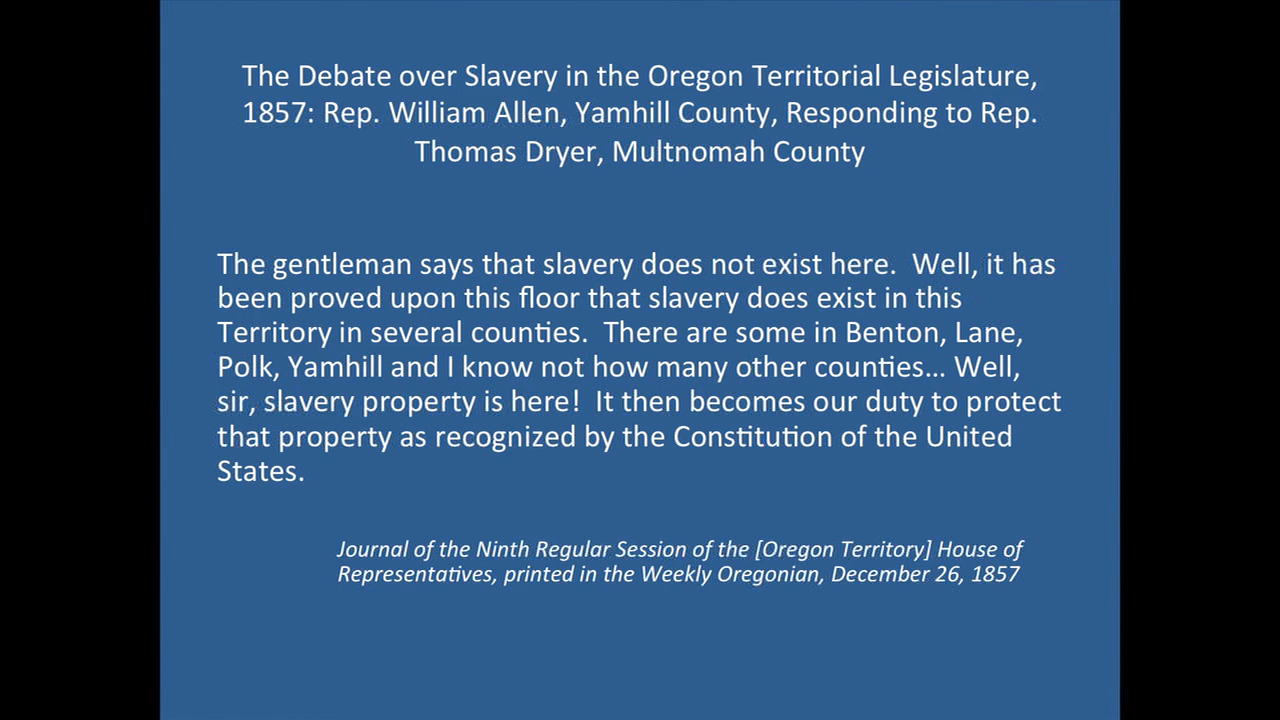 The Debate over Slavery in the Oregon Territorial Legislature,
1857: Rep. William Allen, Yamhill County, Responding to Rep.
Thomas Dryer, Multnomah County
The gentleman says that slavery does not exist here.  Well, it has
been proved upon this floor that slavery does exist in this
Territory in several counties.  There are some in Benton, Lane,
Polk, Yamhill and I know not how many other counties… Well,
sir, slavery property is here!  It then becomes our duty to protect
that property as recognized by the Constitution of the United
States.
Journal of the Ninth Regular Session of the [Oregon Territory] House of
Representatives, printed in the Weekly Oregonian, December 26, 1857